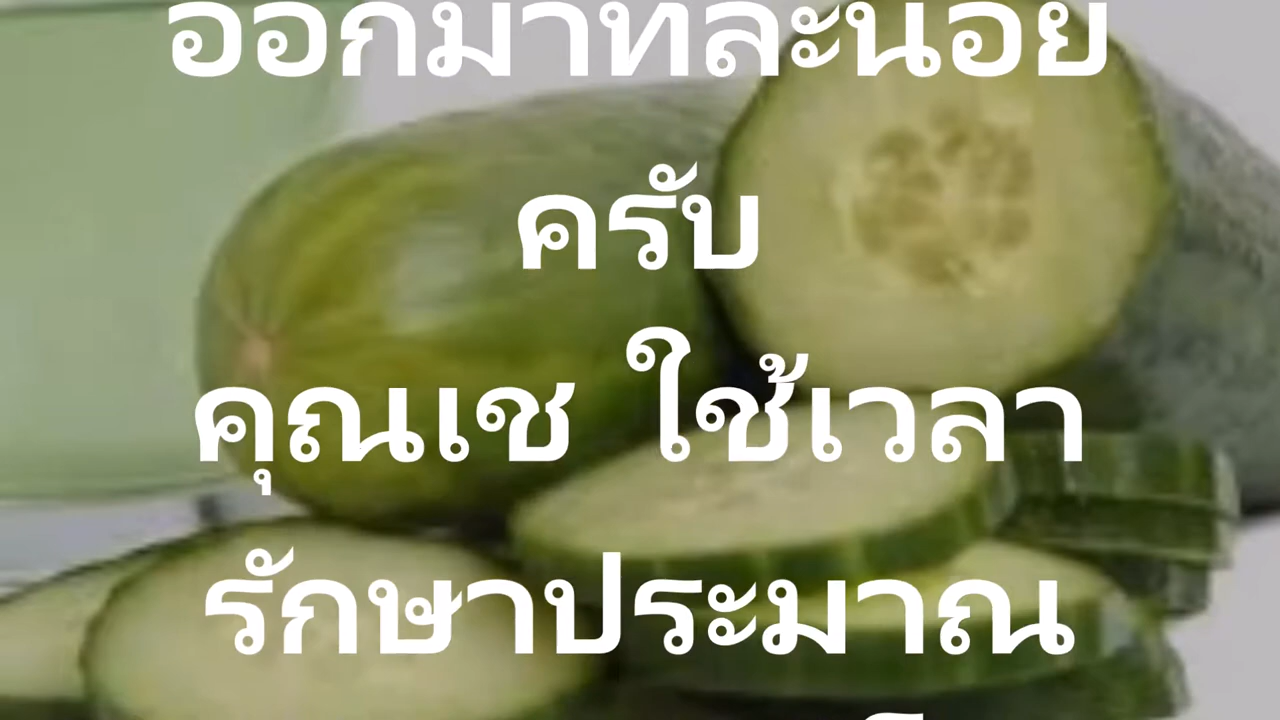 ออกมาทีละน้อย
ครับ
คุณเช ใช้เวลา
รักษาประมาณ